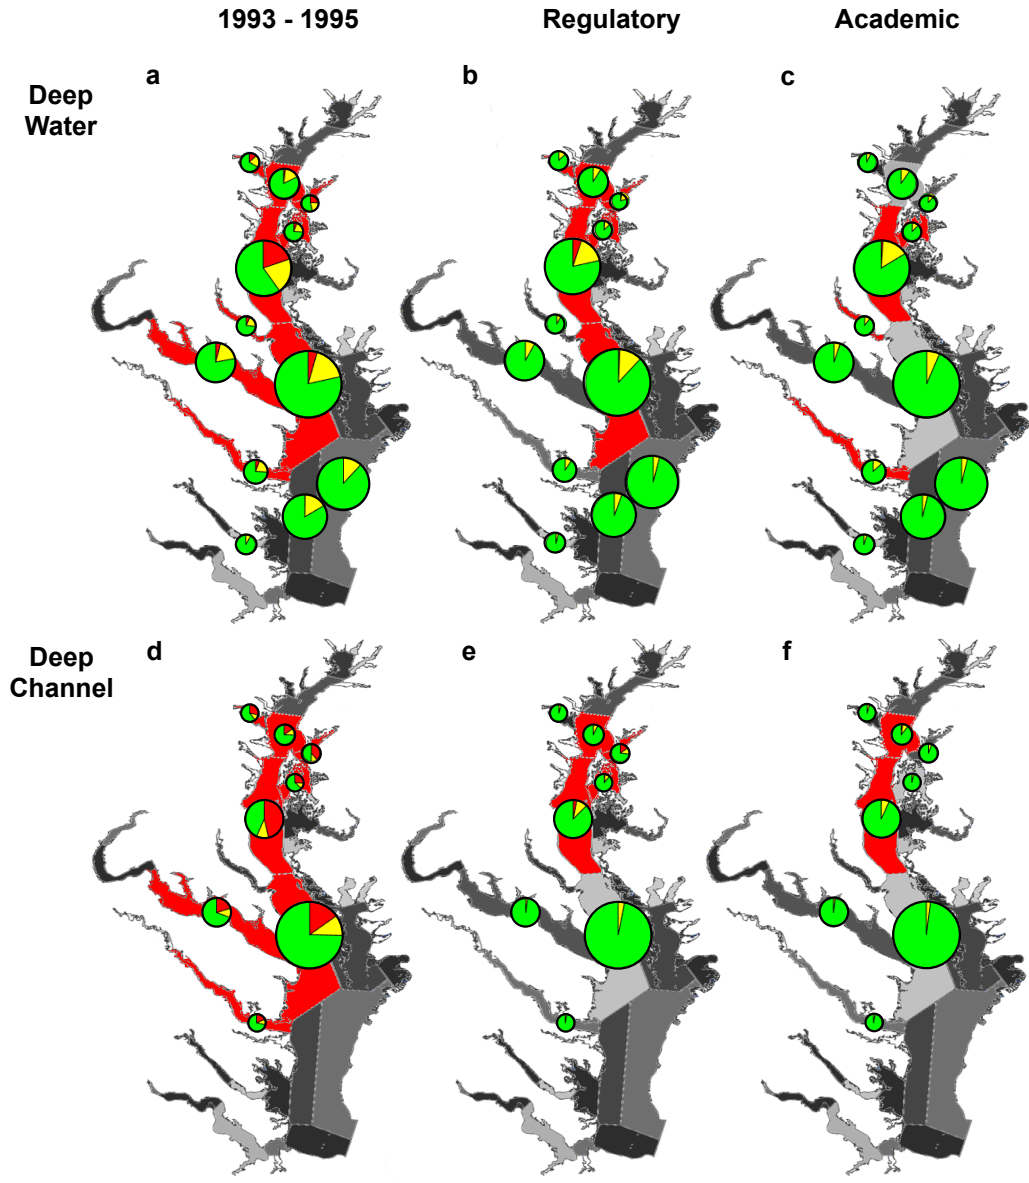 1993 - 1995 Regulatory Academic
a b c
Deep
Water
d e f
Deep
Channel